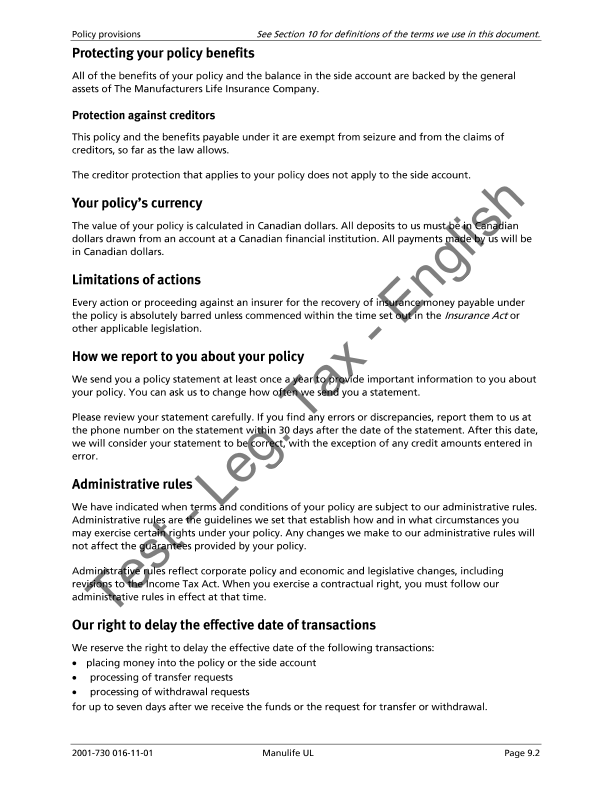 Policy provisions See Section 10 for definitions of the terms we use in this document.
Protecting your policy benefits
All of the benefits of your policy and the balance in the side account are backed by the general
assets of The Manufacturers Life Insurance Company.
Protection against creditors
This policy and the benefits payable under it are exempt from seizure and from the claims of
creditors, so far as the law allows.
The creditor protection that applies to your policy does not apply to the side account.
Your policy's currency
The value of your policy is calculated in Canadian dollars. All deposits to us must be in Canadian
dollars drawn from an account at a Canadian financial institution. All payments made by us will be
in Canadian dollars.
Limitations of actions
Every action or proceeding against an insurer for the recovery of insurance money payable under
the policy is absolutely barred unless commenced within the time set out in the Insurance Act or
other applicable legislation.
How we report to you about your policy
We send you a policy statement at least once a year to provide important information to you about
your policy. You can ask us to change how often we send you a statement.
Please review your statement carefully. If you find any errors or discrepancies, report them to us at
the phone number on the statement within 30 days after the date of the statement. After this date,
we will consider your statement to be correct, with the exception of any credit amounts entered in
error.
Administrative rules
We have indicated when terms and conditions of your policy are subject to our administrative rules.
Administrative rules are the guidelines we set that establish how and in what circumstances you
may exercise certain rights under your policy. Any changes we make to our administrative rules will
not affect the guarantees provided by your policy.
Administrative rules reflect corporate policy and economic and legislative changes, including
revisions to the Income Tax Act. When you exercise a contractual right, you must follow our
administrative rules in effect at that time.
Our right to delay the effective date of transactions
We reserve the right to delay the effective date of the following transactions:
• placing money into the policy or the side account
• processing of transfer requests
• processing of withdrawal requests
for up to seven days after we receive the funds or the request for transfer or withdrawal.
2001-730 016-11-01 Manulife UL Page 9.2
Test - Leg. Tax - English